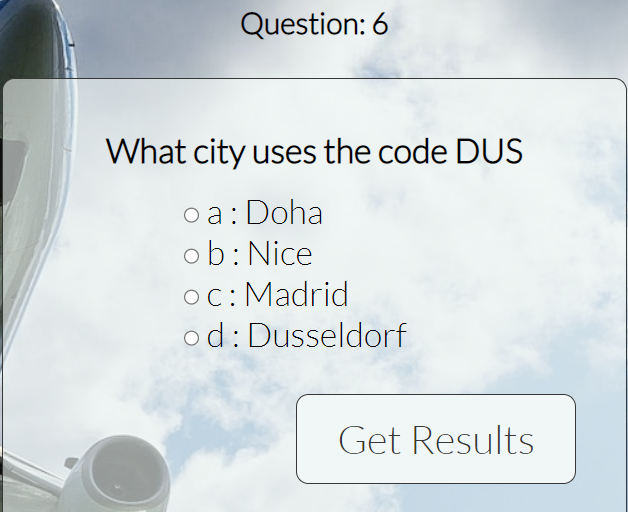 Question: 6
What city uses the code DUS
a : Doha
b : Nice
c : Madrid
d : Dusseldorf
Get Results